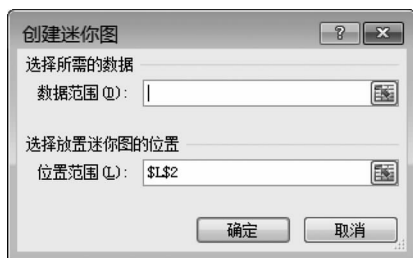 创建迷你图
选择所需的数据
数据范围(D):
选择放置迷你图的位置
位置范围(L): $L$2
确定 取消